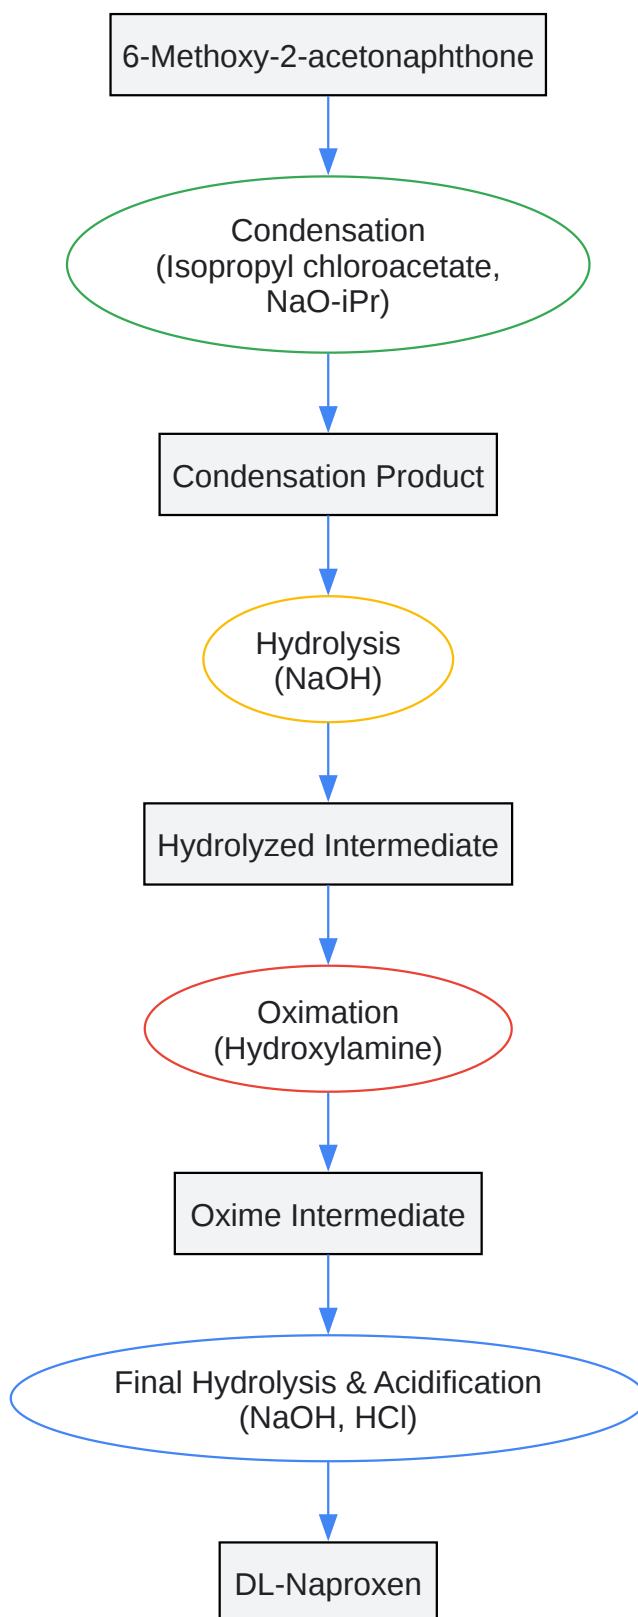 6-Methoxy-2-acetonaphthone
Condensation
(Isopropyl chloroacetate,
NaO-iPr)
Condensation Product
Hydrolysis
(NaOH)
Hydrolyzed Intermediate
Oximation
(Hydroxylamine)
Oxime Intermediate
Final Hydrolysis & Acidification
(NaOH, HCl)
DL-Naproxen